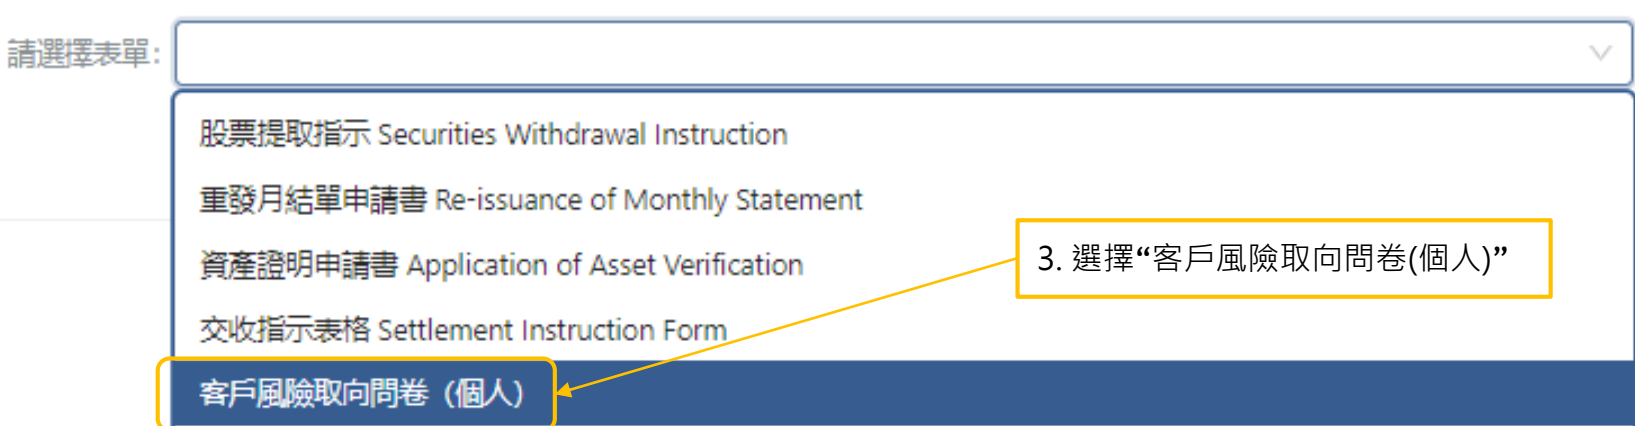 請選擇表單:
股票提取指示 Securities Withdrawal Instruction
重發月結單申請書 Re-issuance of Monthly Statement
資產證明申請書 Application of Asset Verification
3. 選擇“客戶風險取向問卷(個人)”
交收指示表格 Settlement Instruction Form
客戶風險取向問卷（個人）